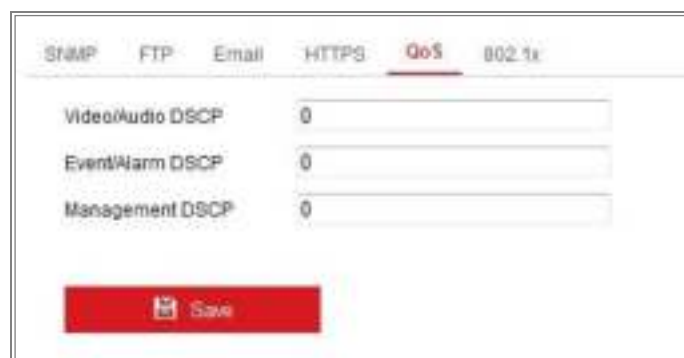 SNMP FTP Email HTTPS QoS 802.1x
Video/Audio DSCP 0
Event/Alarm DSCP 0
Management DSCP 0
Save